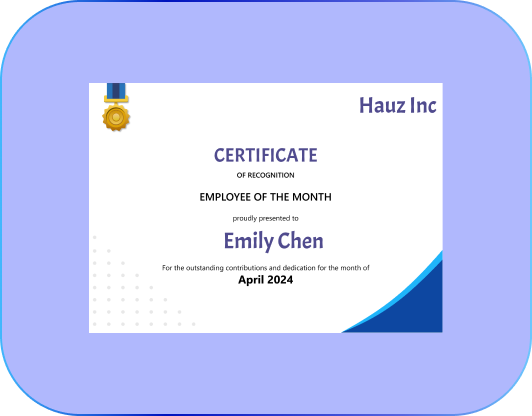 Hauz Inc
CERTIFICATE
OF RECOGNITION
EMPLOYEE OF THE MONTH
proudly presented to
Emily Chen
For the outstanding contributions and dedication for the month of
April 2024